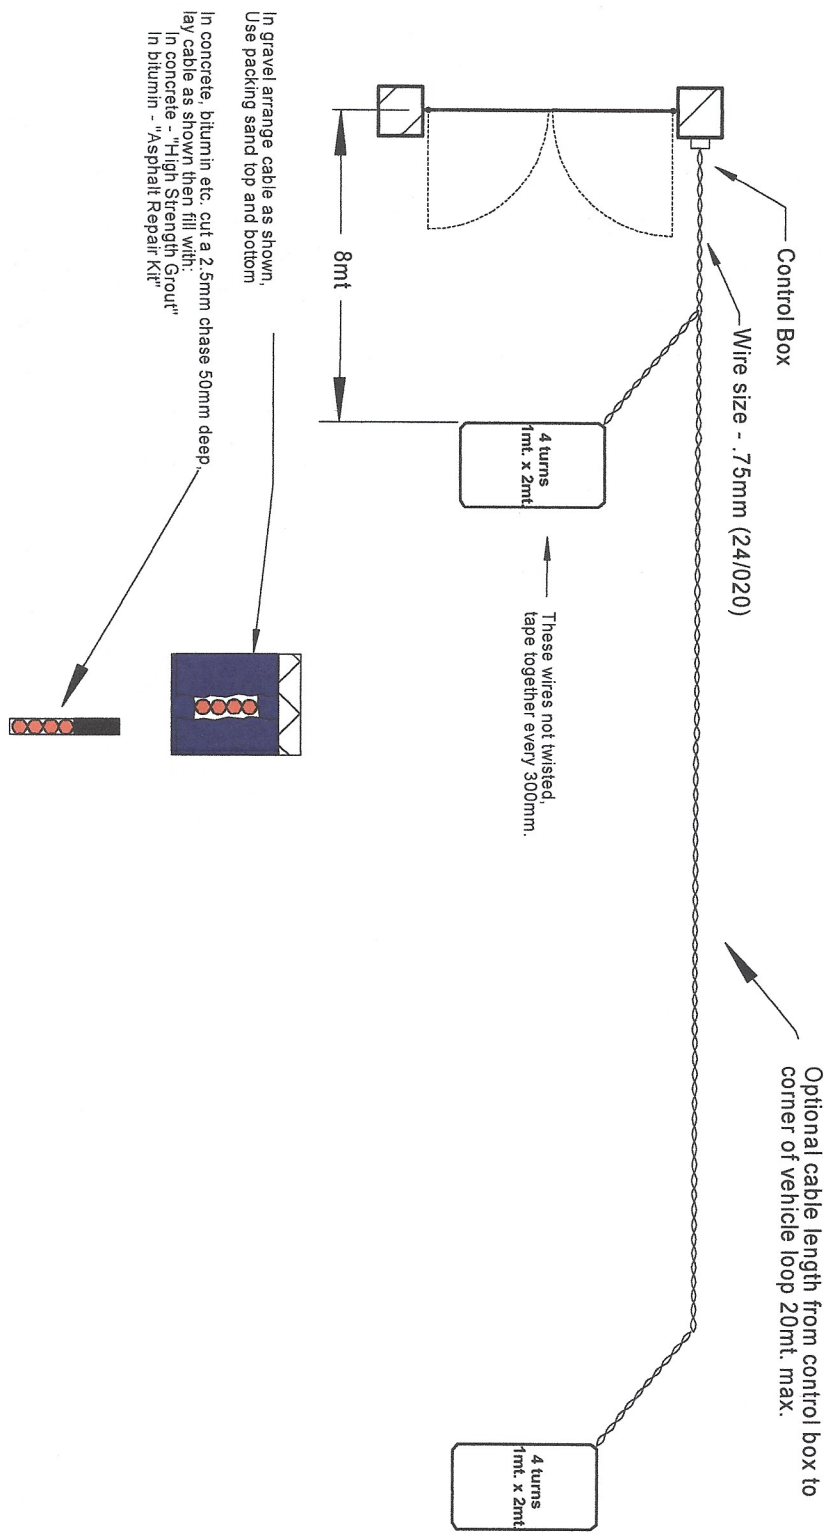 Optional cable length from control box to
corner of vehicle loop 20mt. max.
Control Box
Wire size - .75mm (24/020)
4 turns
1mt. x 2mt.
These wires not twisted,
tape together every 300mm.
4 turns
1mt. x 2mt.
8mt
In gravel arrange cable as shown,
Use packing sand top and bottom
In concrete, bitumin etc. cut a 2.5mm chase 50mm deep,
lay cable as shown then fill with:
In concrete - "High Strength Grout"
In bitumin - "Asphalt Repair Kit"